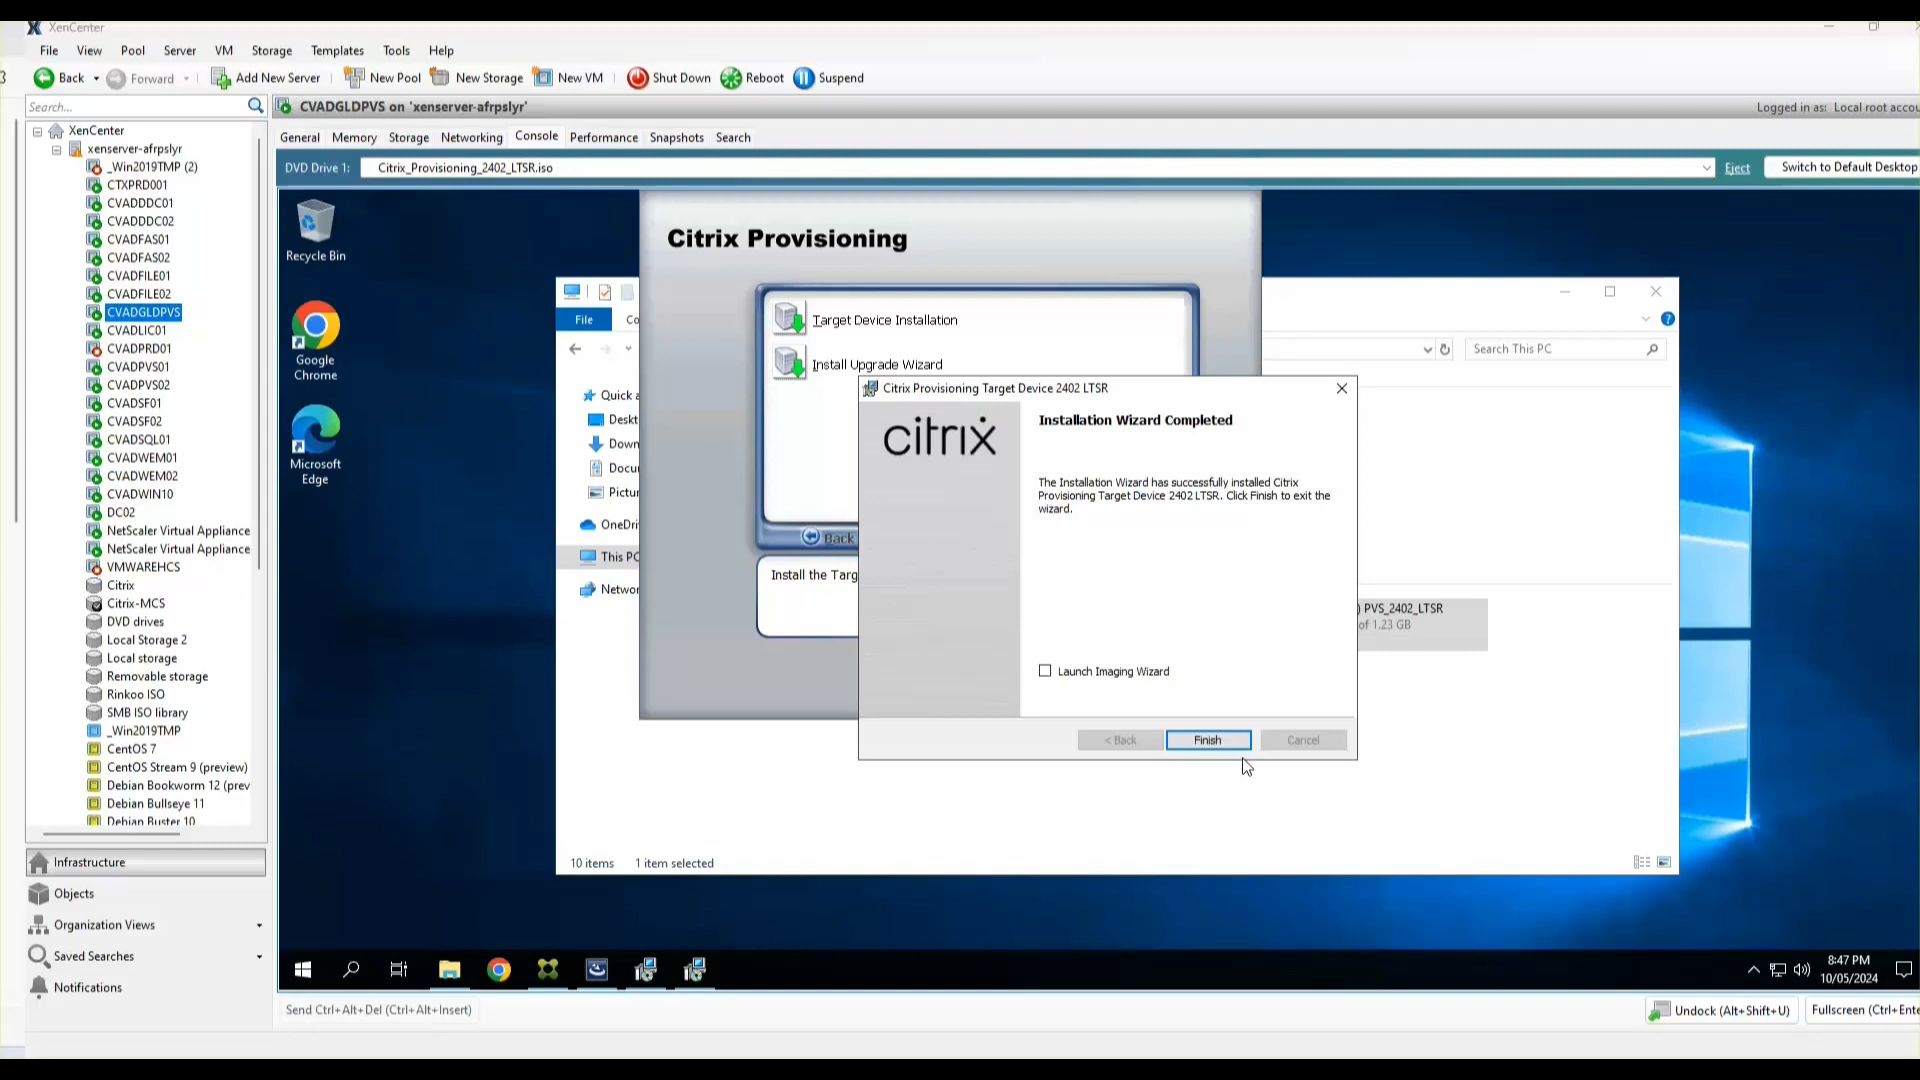 XenCenter
File View Pool Server VM Storage Templates Tools Help
Back Forward Add New Server New Pool New Storage New VM Shut Down Reboot Suspend
Search...
CVADGLDPVS on 'xenserver-afrpslyr'
Logged in as: Local root accou
XenCenter
xenserver-afrpslyr
_Win2019TMP (2)
CTXPRD001
CVADDDC01
CVADDDC02
CVADFAS01
CVADFAS02
CVADFILE01
CVADFILE02
CVADGLDPVS
CVADLIC01
CVADPRD01
CVADPVS01
CVADPVS02
CVADSF01
CVADSF02
CVADSQL01
CVADWEM01
CVADWEM02
CVADWIN10
DC02
NetScaler Virtual Appliance
NetScaler Virtual Appliance
VMWAREHCS
Citrix
Citrix-MCS
DVD drives
Local Storage 2
Local storage
Removable storage
Rinkoo ISO
SMB ISO library
_Win2019TMP
CentOS 7
CentOS Stream 9 (preview)
Debian Bookworm 12 (prev
Debian Bullseye 11
Debian Buster 10
Infrastructure
Objects
Organization Views
Saved Searches
Notifications
General Memory Storage Networking Console Performance Snapshots Search
DVD Drive 1: Citrix_Provisioning_2402_LTSR.iso Eject Switch to Default Desktop
Recycle Bin
Google
Chrome
Microsoft
Edge
File Co
Search This PC
Quick a
Deskt
Down
Docu
Pictur
OneDri
This PC
Networ
Citrix Provisioning
Target Device Installation
Install Upgrade Wizard
Back
Install the Targ
Citrix Provisioning Target Device 2402 LTSR
citrix
Installation Wizard Completed
The Installation Wizard has successfully installed Citrix
Provisioning Target Device 2402 LTSR. Click Finish to exit the
wizard.
Launch Imaging Wizard
< Back Finish Cancel
) PVS_2402_LTSR
of 1.23 GB
10 items 1 item selected
8:47 PM
10/05/2024
Send Ctrl+Alt+Del (Ctrl+Alt+Insert)
Undock (Alt+Shift+U) Fullscreen (Ctrl+Ente